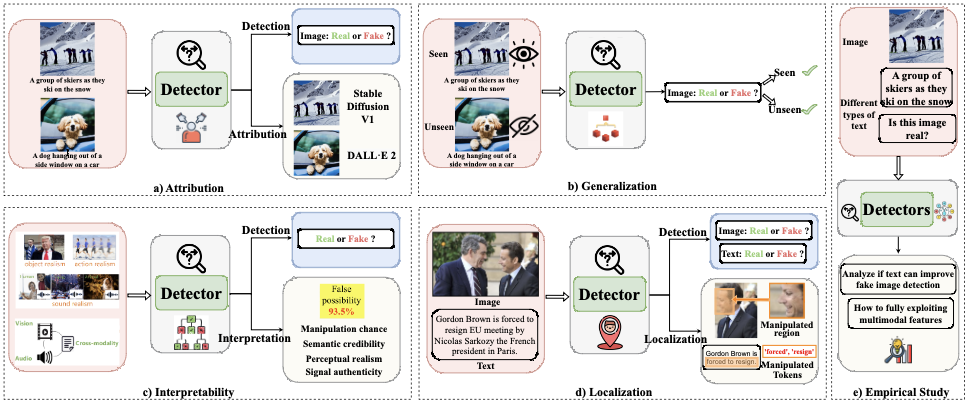 A group of skiers as they
ski on the snow
A dog hanging out of a
side window on a car
Detector
Detection
Image: Real or Fake ?
Attribution
Stable
Diffusion
V1
DALL·E 2
a) Attribution
Seen
A group of skiers as they
ski on the snow
Unseen
A dog hanging out of a
side window on a car
Detector
Image: Real or Fake ?
Seen
Unseen
b) Generalization
Image
A group of
skiers as they
ski on the snow
Different
types of
text
Is this image
real?
Detectors
Analyze if text can improve
fake image detection
How to fully exploiting
multimodal features
e) Empirical Study
object realism
action realism
sound realism
Vision
Cross-modality
Audio
Detector
Detection
Real or Fake ?
Interpretation
False
possibility
93.5%
Manipulation chance
Semantic credibility
Perceptual realism
Signal authenticity
c) Interpretability
Image
Gordon Brown is forced to
resign EU meeting by
Nicolas Sarkozy the French
president in Paris.
Text
Detector
Detection
Image: Real or Fake ?
Text: Real or Fake ?
Localization
Manipulated
region
Gordon Brown is
forced to resign
'forced', 'resign'
Manipulated
Tokens
d) Localization